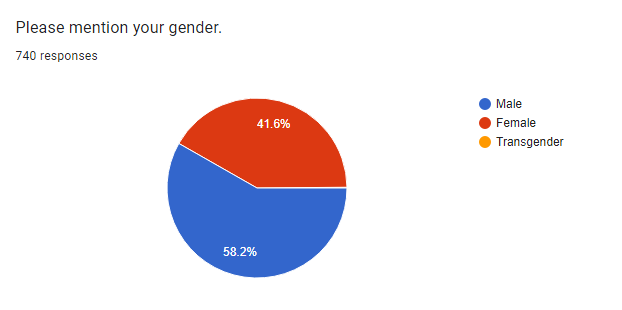 Please mention your gender.
740 responses
41.6%
58.2%
Male
Female
Transgender